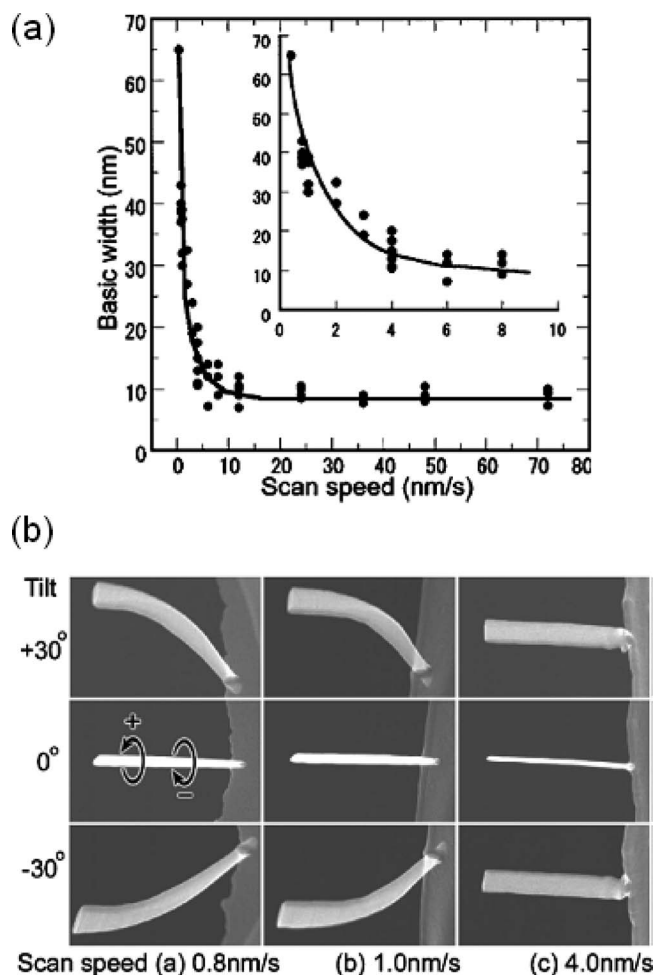 (a)
70
60
50
40
30
20
10
0
Basic width (nm)
70
60
50
40
30
20
10
0
0 2 4 6 8 10
0 10 20 30 40 50 60 70 80
Scan speed (nm/s)
(b)
Tilt
+30°
0°
+
−
-30°
Scan speed (a) 0.8nm/s (b) 1.0nm/s (c) 4.0nm/s